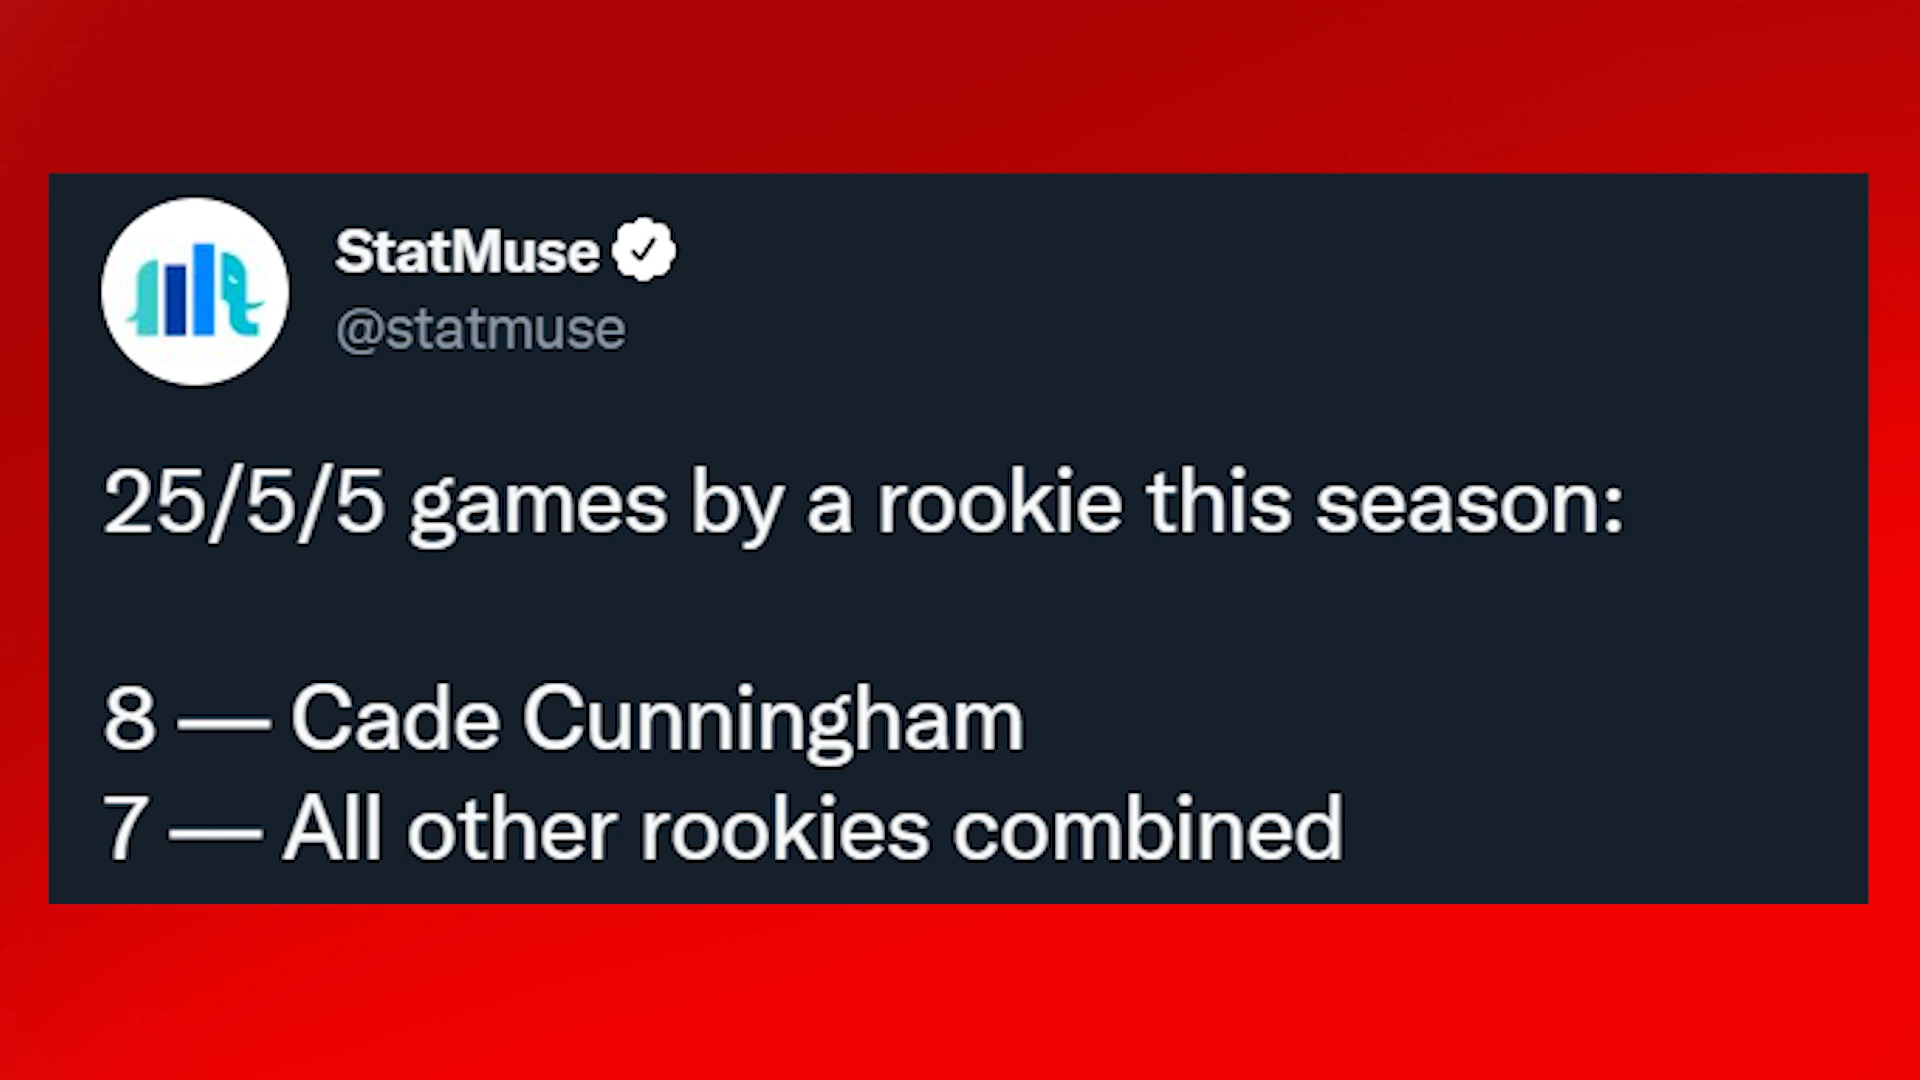 StatMuse
@statmuse
25/5/5 games by a rookie this season:
8 — Cade Cunningham
7 — All other rookies combined